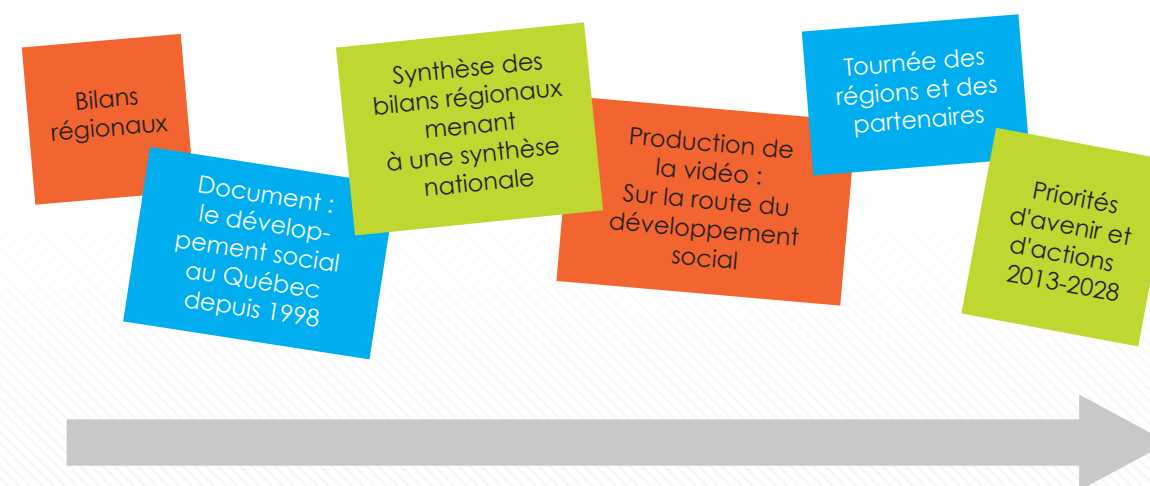 Bilans
régionaux
Document :
le dévelop-
pement social
au Québec
depuis 1998
Synthèse des
bilans régionaux
menant
à une synthèse
nationale
Production de
la vidéo :
Sur la route du
développement
social
Tournée des
régions et des
partenaires
Priorités
d'avenir et
d'actions
2013-2028